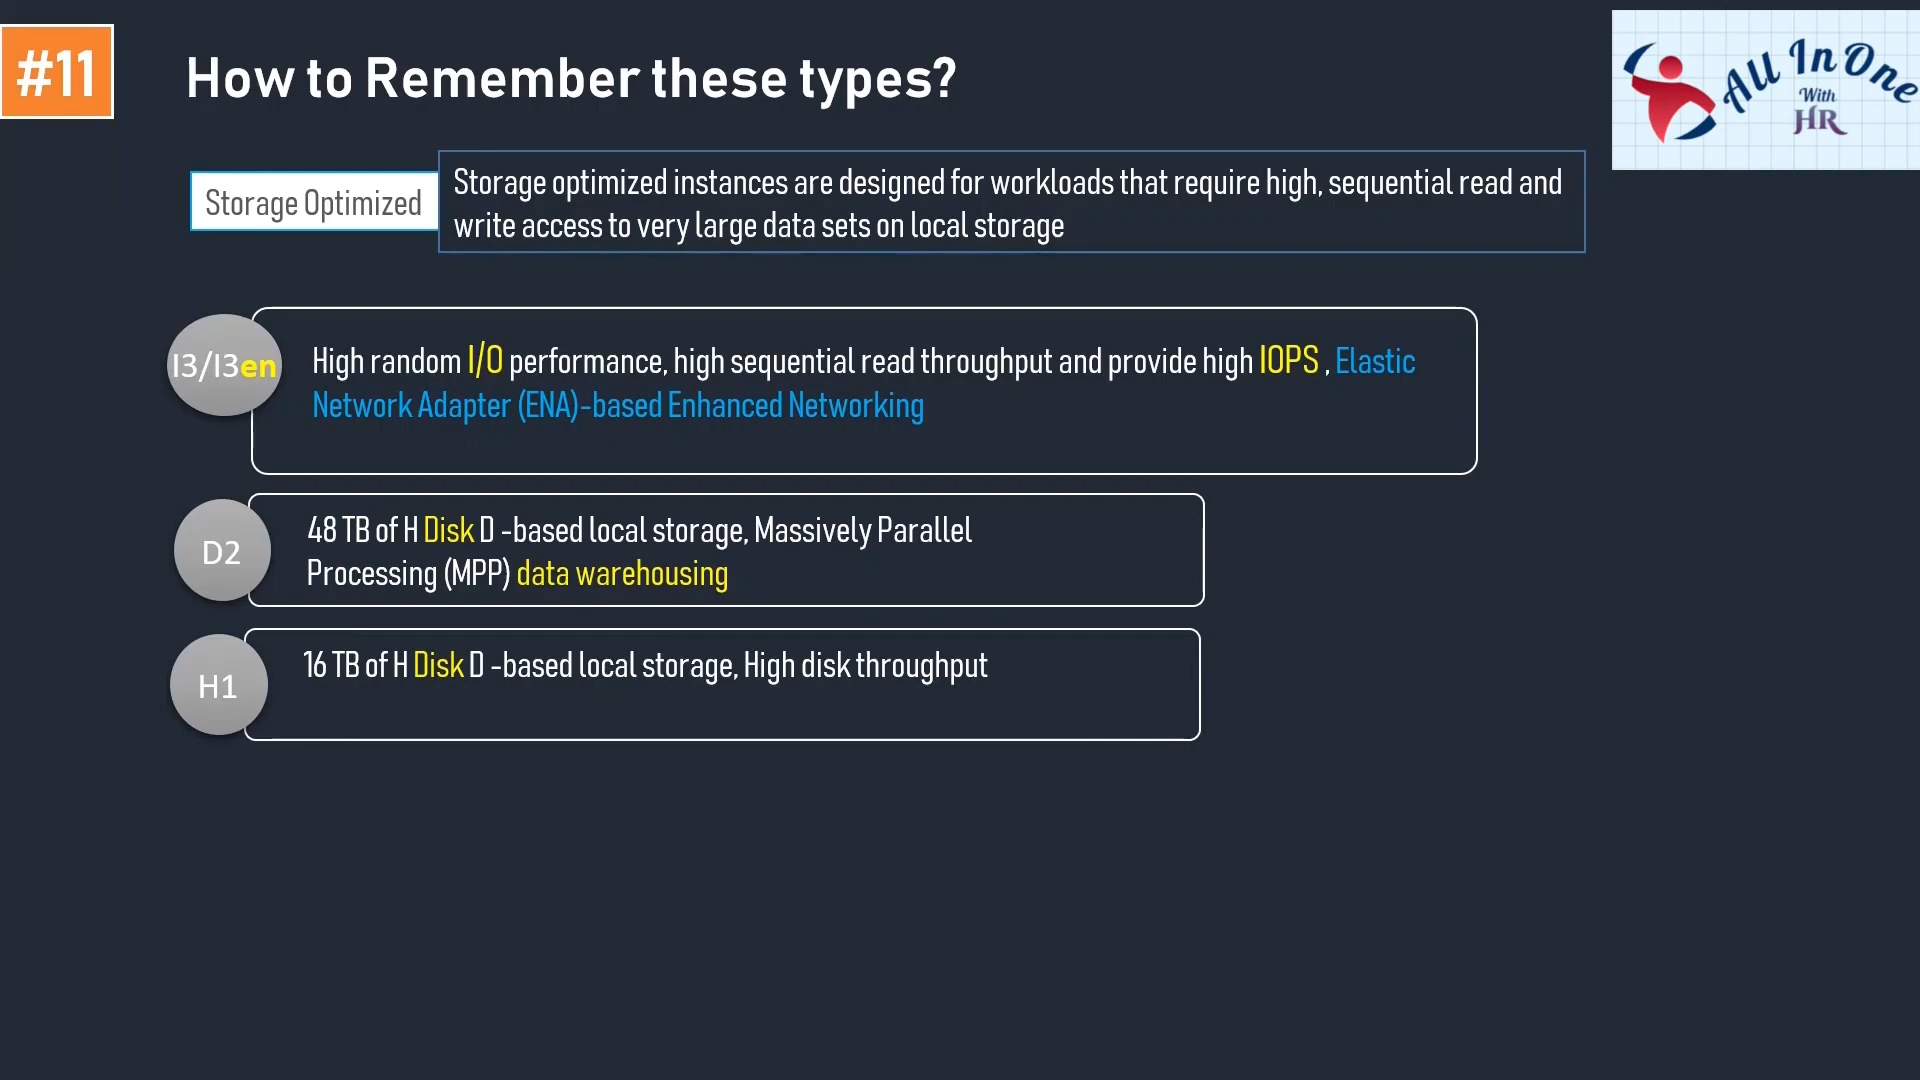 #11
How to Remember these types?
All In One
With
HR
Storage Optimized
Storage optimized instances are designed for workloads that require high, sequential read and
write access to very large data sets on local storage
I3/I3en
High random I/O performance, high sequential read throughput and provide high IOPS , Elastic
Network Adapter (ENA)-based Enhanced Networking
D2
48 TB of H Disk D -based local storage, Massively Parallel
Processing (MPP) data warehousing
H1
16 TB of H Disk D -based local storage, High disk throughput